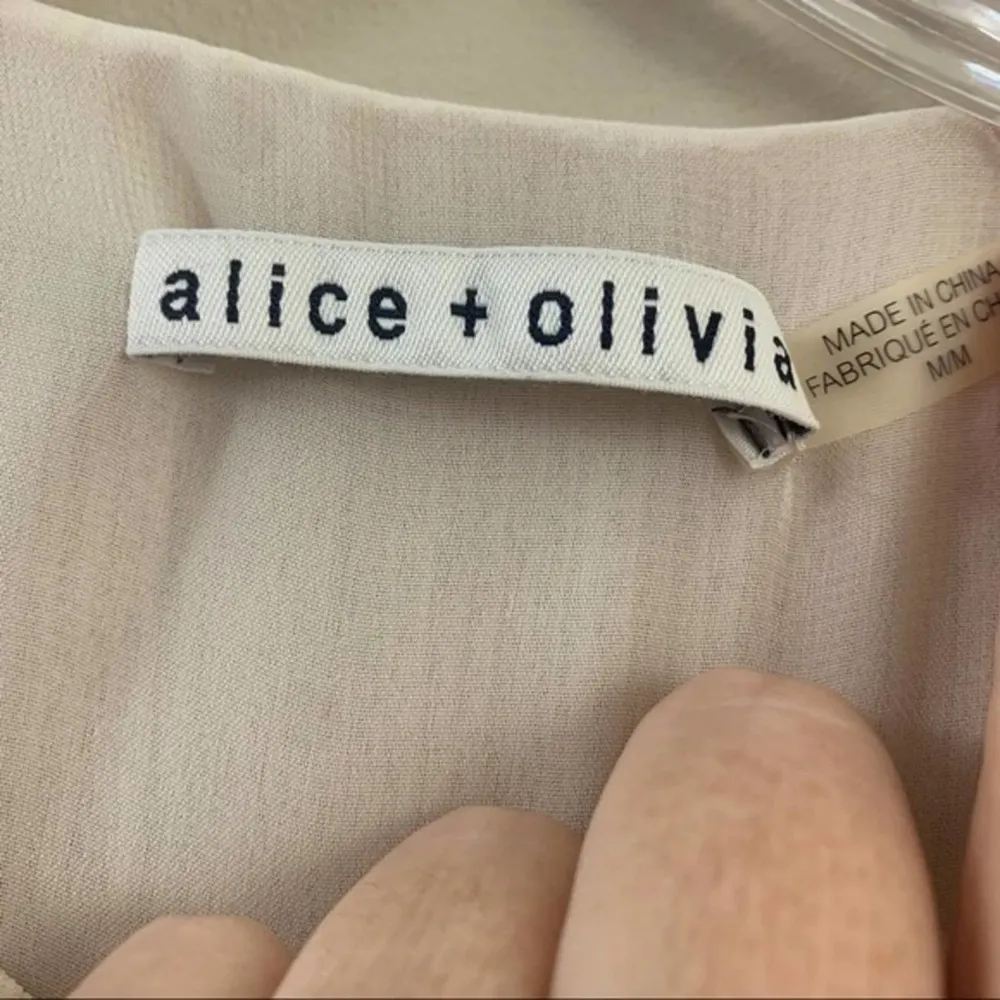 alice + olivia
MADE IN CHINA
FABRIQUÉ EN CH
M/M